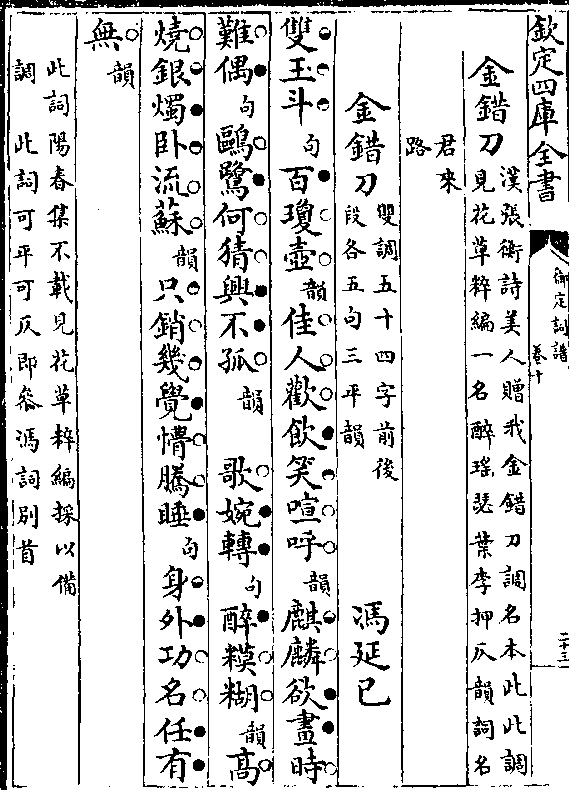 欽定四庫全書
御定詞譜
卷十
二十三
金錯刀
漢張衡詩美人贈我金錯刀調名本此此調
見花草粹編一名醉瑤瑟葉李押仄韻詞名
君來
路
金錯刀
雙調五十四字前後
段各五句三平韻
馮延巳
雙玉斗句百瓊壺韻佳人歡飲笑喧呼韻麒麟欲畫時
難偶句鷗鷺何猜興不孤韻 歌婉轉句醉糢糊韻高
燒銀燭卧流蘇韻只銷幾覺懵騰睡句身外功名任有
無韻
此詞陽春集不載見花草粹編採以備
調 此詞可平可仄即叅馮詞別首